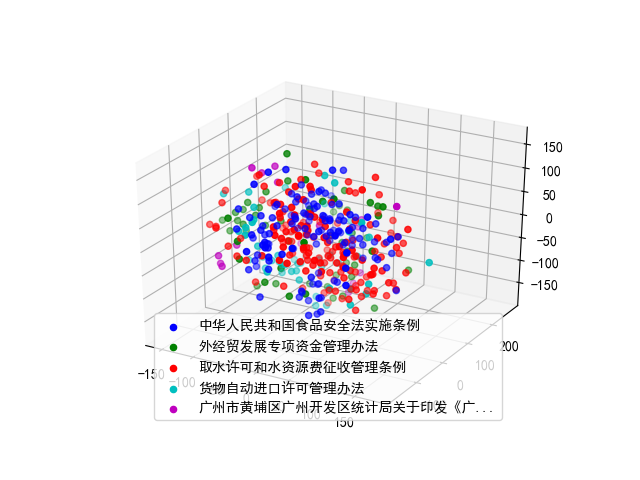 150
100
50
0
−50
−100
−150
200
100
0
−150
−100
100
150
中华人民共和国食品安全法实施条例
外经贸发展专项资金管理办法
取水许可和水资源费征收管理条例
货物自动进口许可管理办法
广州市黄埔区广州开发区统计局关于印发《广...